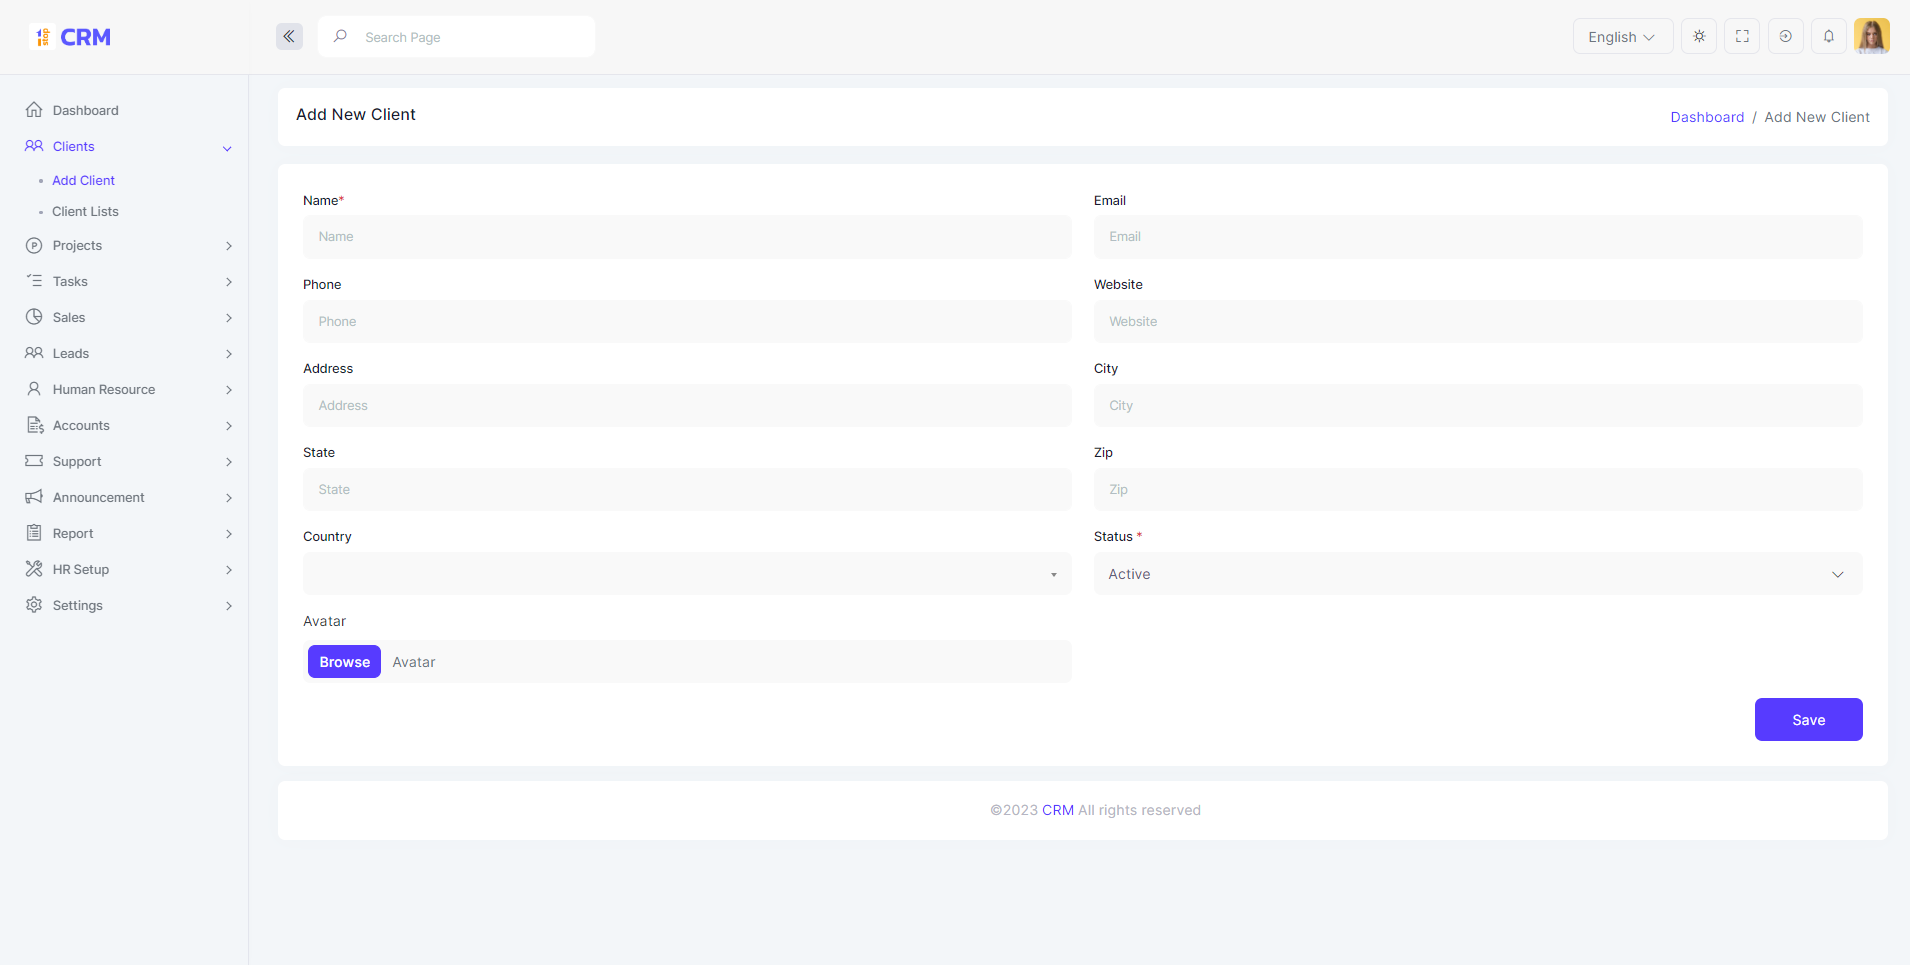 1 stop CRM
Search Page
English
Dashboard
Clients
Add Client
Client Lists
Projects
Tasks
Sales
Leads
Human Resource
Accounts
Support
Announcement
Report
HR Setup
Settings
Add New Client
Dashboard / Add New Client
Name* Email
Name Email
Phone Website
Phone Website
Address City
Address City
State Zip
State Zip
Country Status *
Active
Avatar
Browse Avatar
Save
©2023 CRM All rights reserved